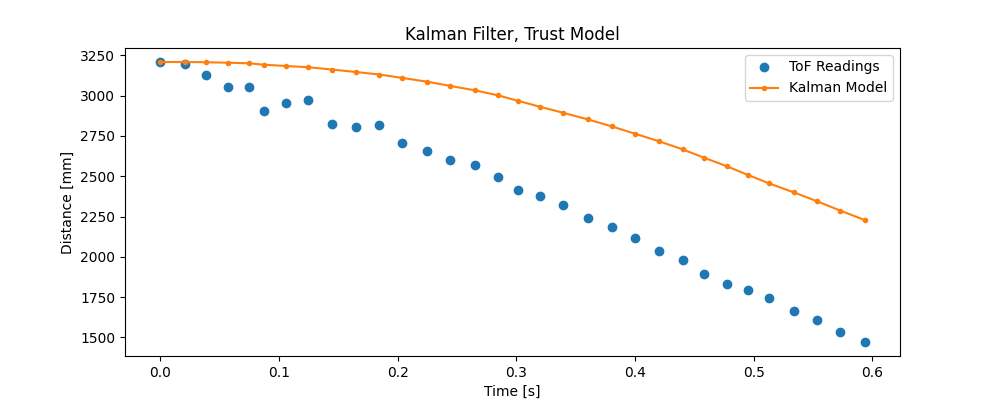 Kalman Filter, Trust Model
ToF Readings
Kalman Model
Distance [mm]
3250
3000
2750
2500
2250
2000
1750
1500
0.0 0.1 0.2 0.3 0.4 0.5 0.6
Time [s]